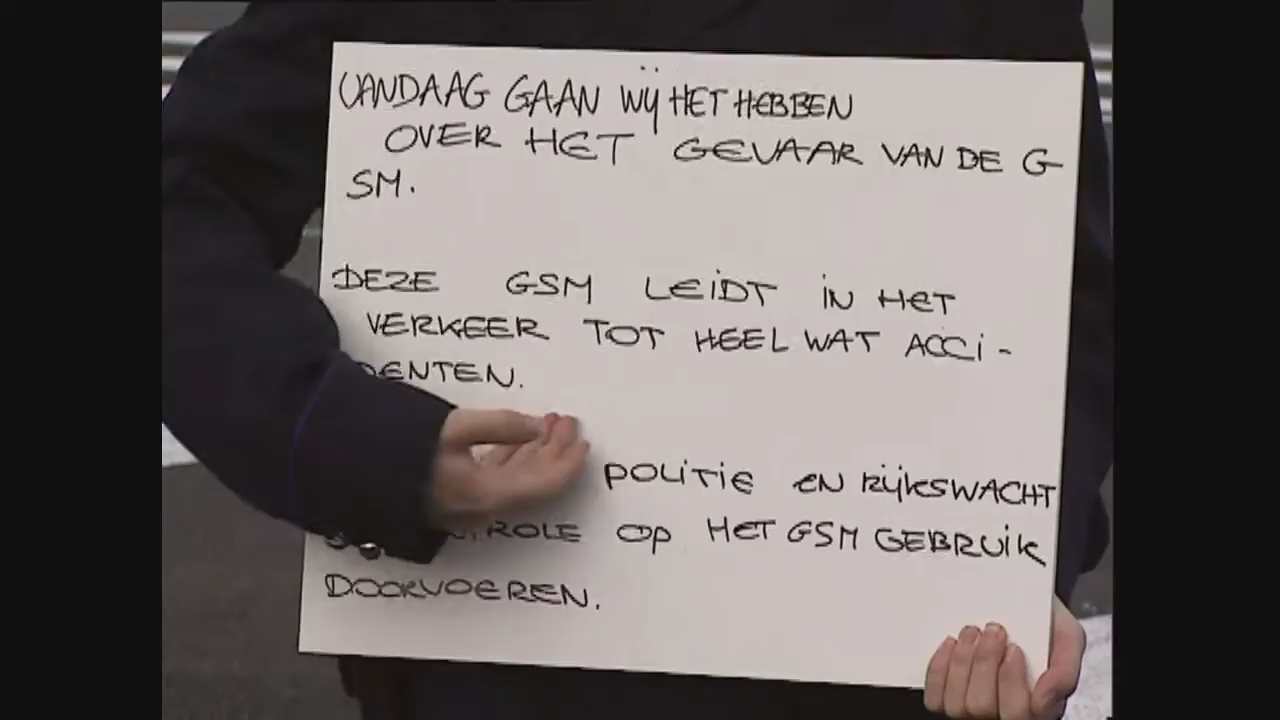 VANDAAG GAAN WIJ HET HEBBEN
OVER HET GEVAAR VAN DE G
SM.
DEZE GSM LEIDT IN HET
VERKEER TOT HEEL WAT ACCI-
DENTEN.
POLITIE EN RIJKSWACHT
OP HET GSM GEBRUIK
DOORVOEREN.